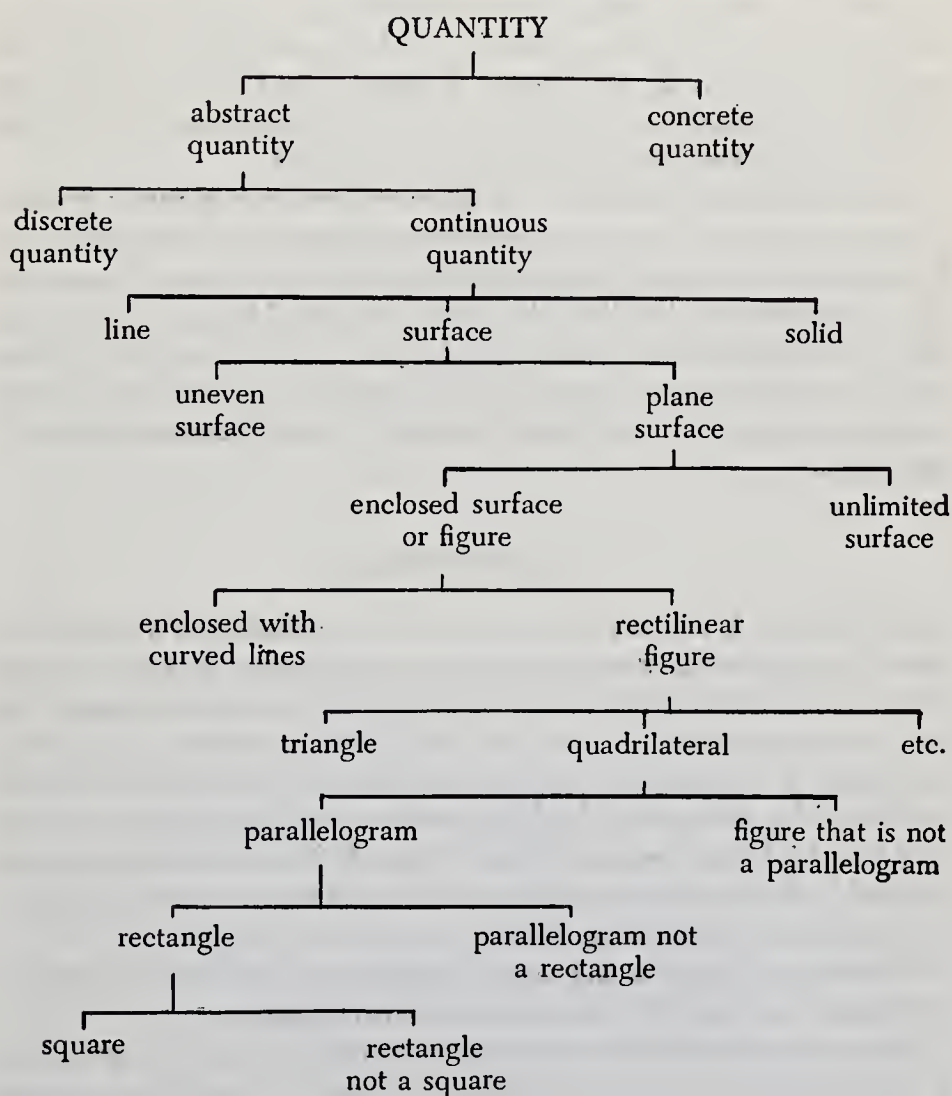 QUANTITY
abstract
quantity
concrete
quantity
discrete
quantity
continuous
quantity
line
surface
solid
uneven
surface
plane
surface
enclosed surface
or figure
unlimited
surface
enclosed with
curved lines
rectilinear
figure
triangle
quadrilateral
etc.
parallelogram
figure that is not
a parallelogram
rectangle
parallelogram not
a rectangle
square
rectangle
not a square